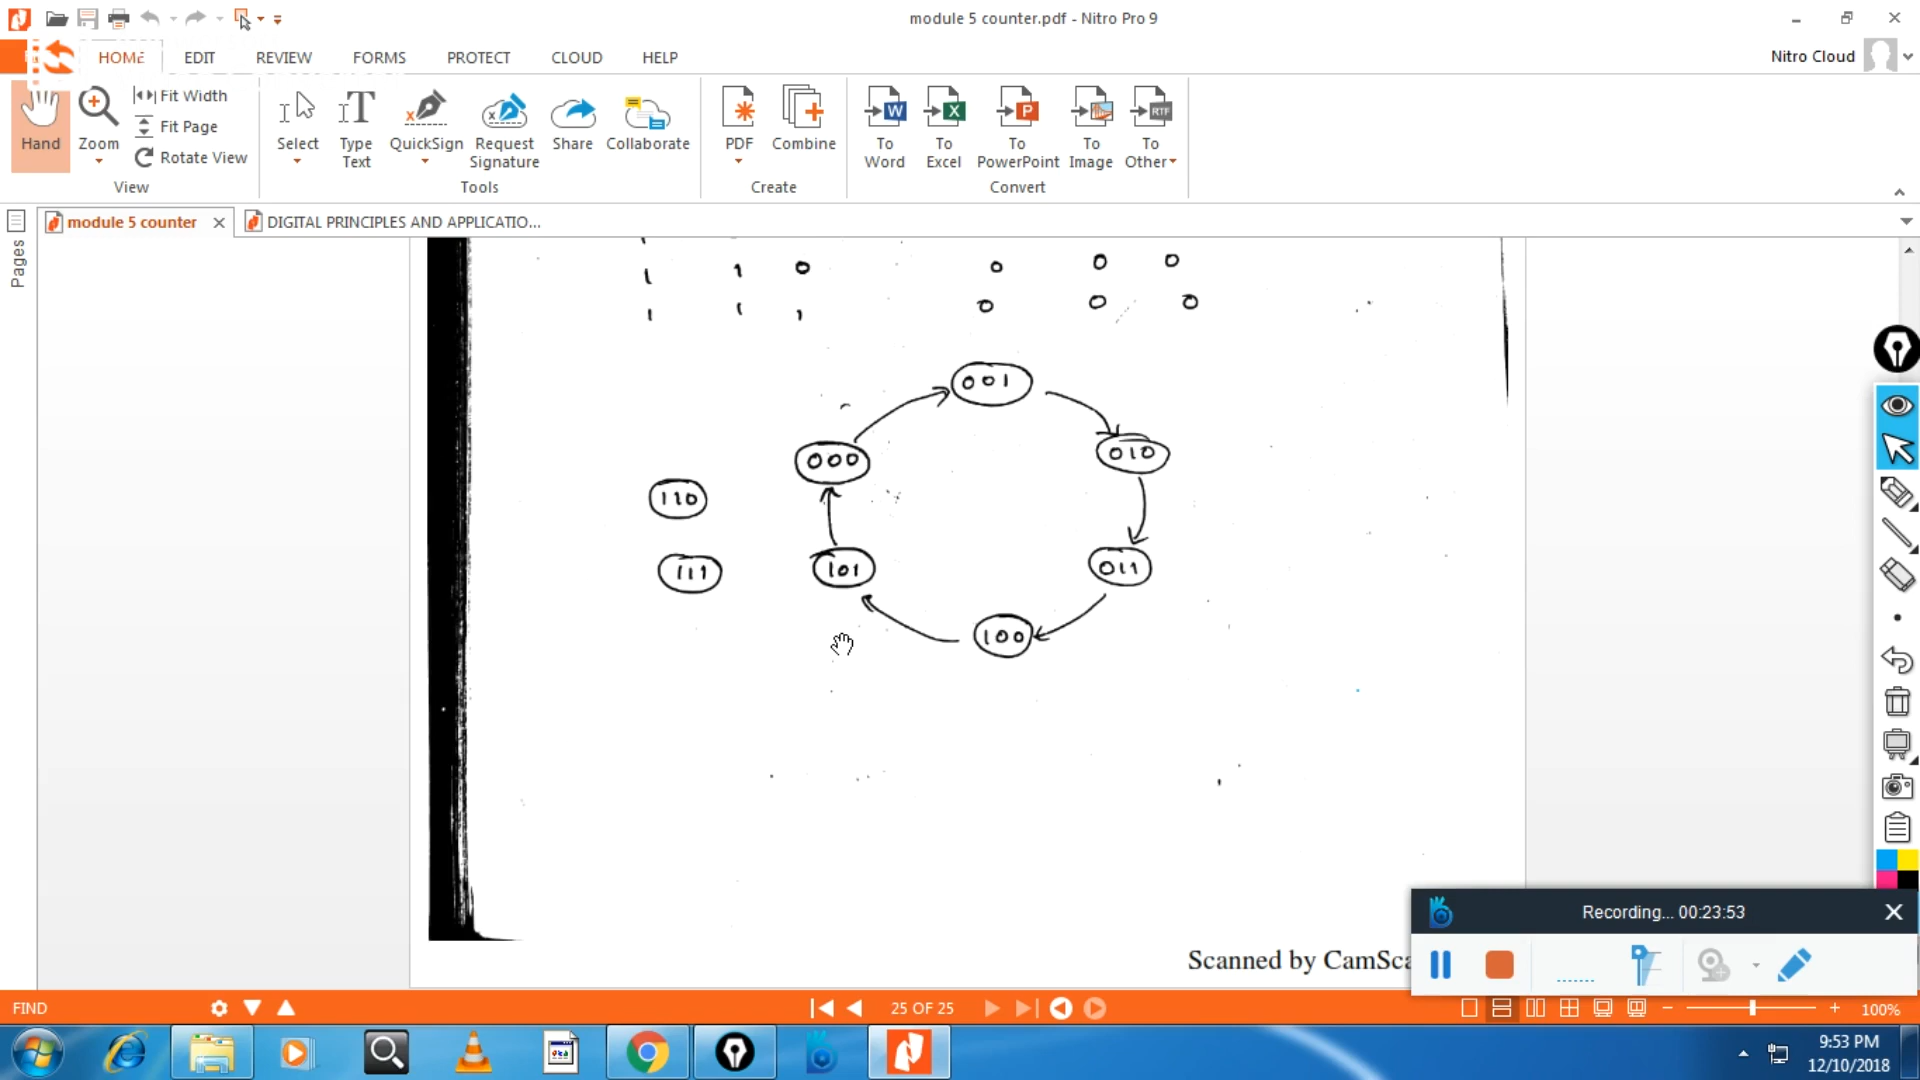 module 5 counter.pdf - Nitro Pro 9
HOME EDIT REVIEW FORMS PROTECT CLOUD HELP
Nitro Cloud
Hand
Zoom
Fit Width
Fit Page
Rotate View
View
Select
Type Text
QuickSign
Request Signature
Share
Collaborate
Tools
PDF
Combine
Create
To Word
To Excel
To PowerPoint
To Image
To Other
Convert
module 5 counter
DIGITAL PRINCIPLES AND APPLICATIO...
Pages
1 1 0 0 0 0
1 1 1 0 0 0
001
000
010
110
111
101
011
100
Scanned by CamSca
Recording... 00:23:53
FIND
25 OF 25
100%
9:53 PM
12/10/2018